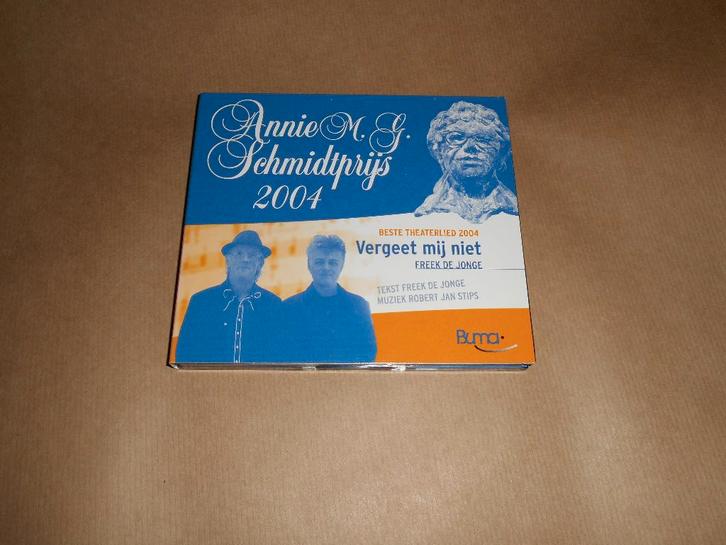 Annie M. G.
Schmidtprijs
2004
BESTE THEATERLIED 2004
Vergeet mij niet
FREEK DE JONGE
TEKST FREEK DE JONGE
MUZIEK ROBERT JAN STIPS
Buma